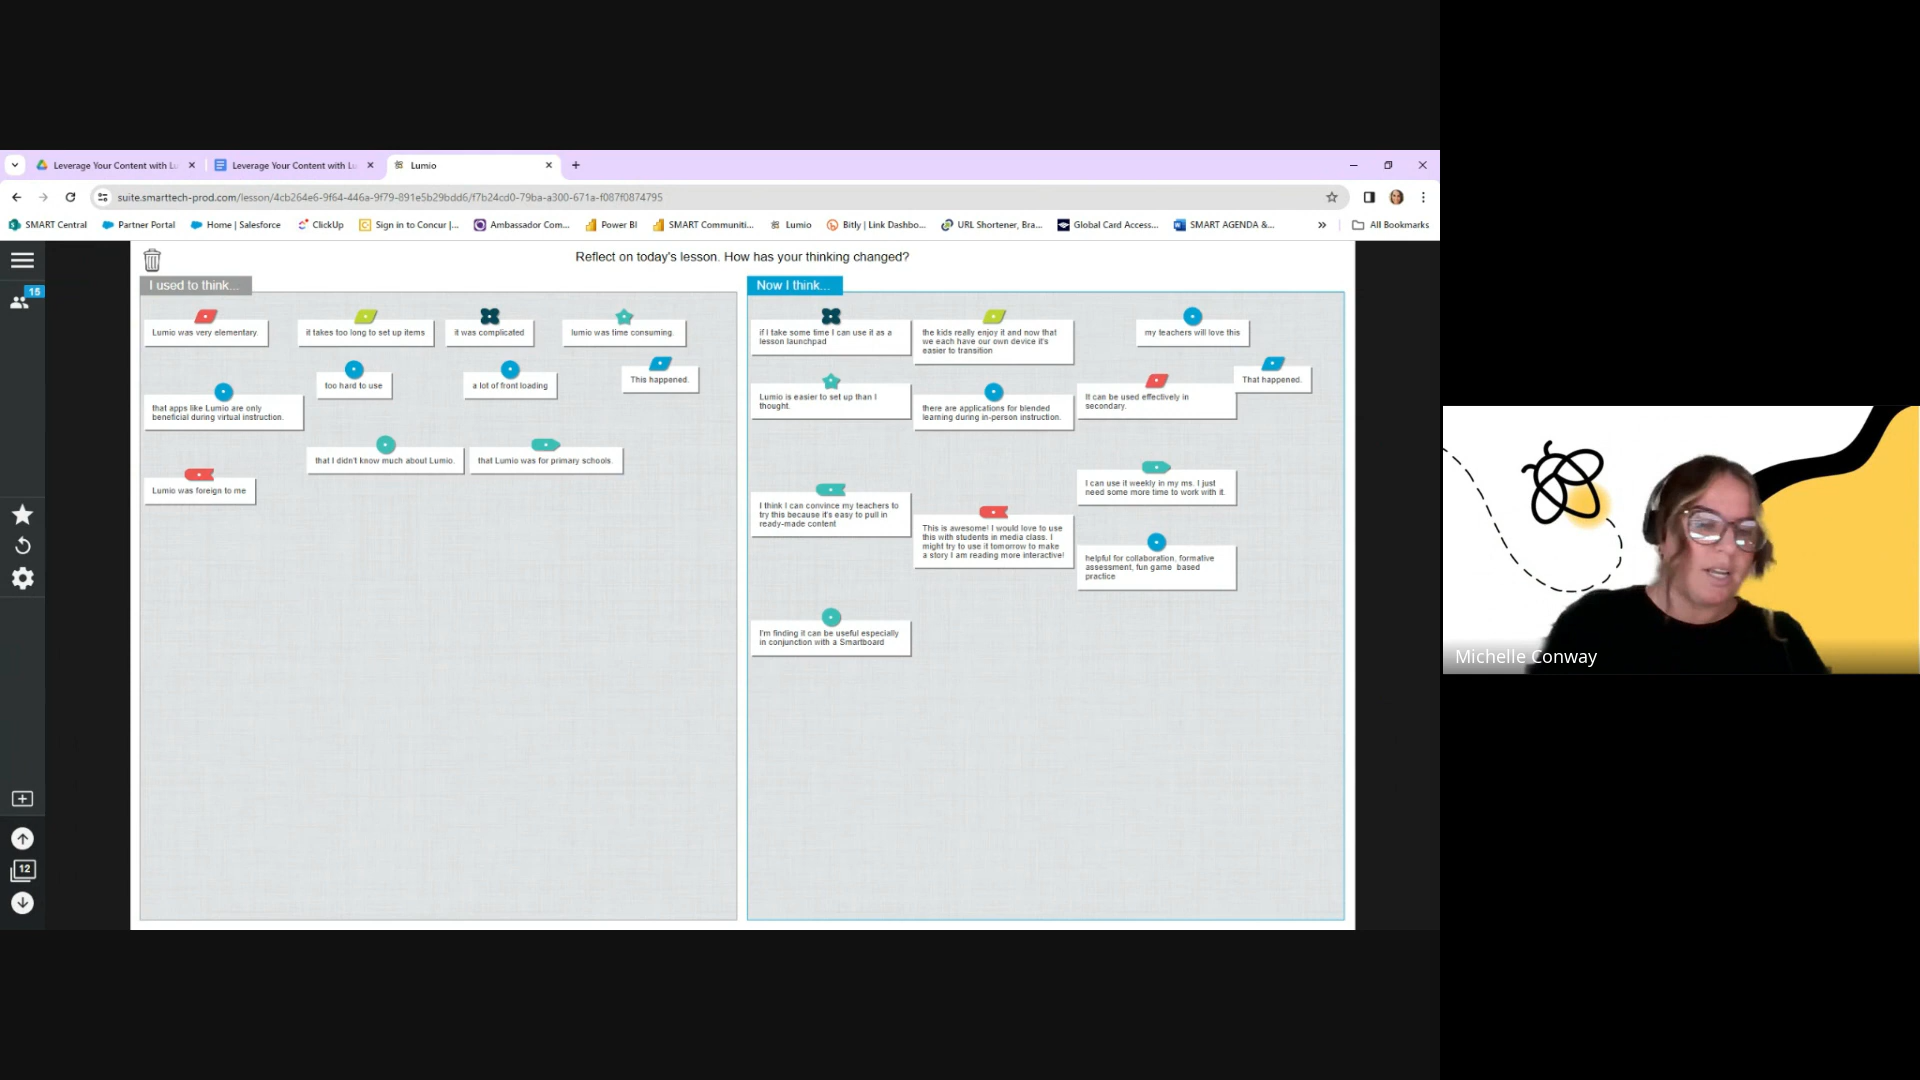 Leverage Your Content with Lu
Leverage Your Content with Lu
Lumio
suite.smarttech-prod.com/lesson/4cb264e6-9f64-446a-9f79-891e5b29bdd6/f7b24cd0-79ba-a300-671a-f087f0874795
SMART Central
Partner Portal
Home | Salesforce
ClickUp
Sign in to Concur |...
Ambassador Com...
Power BI
SMART Communiti...
Lumio
Bitly | Link Dashbo...
URL Shortener, Bra...
Global Card Access...
SMART AGENDA &...
All Bookmarks
15
12
Reflect on today's lesson. How has your thinking changed?
I used to think...
Lumio was very elementary.
it takes too long to set up items
it was complicated
lumio was time consuming.
too hard to use
a lot of front loading
This happened.
that apps like Lumio are only
beneficial during virtual instruction.
that I didn't know much about Lumio.
that Lumio was for primary schools.
Lumio was foreign to me
Now I think...
if I take some time I can use it as a
lesson launchpad
the kids really enjoy it and now that
we each have our own device it's
easier to transition
my teachers will love this
That happened.
Lumio is easier to set up than I
thought.
there are applications for blended
learning during in-person instruction.
It can be used effectively in
secondary.
I think I can convince my teachers to
try this because it's easy to pull in
ready-made content
This is awesome! I would love to use
this with students in media class. I
might try to use it tomorrow to make
a story I am reading more interactive!
I can use it weekly in my ms. I just
need some more time to work with it.
helpful for collaboration, formative
assessment, fun game based
practice
I'm finding it can be useful especially
in conjunction with a Smartboard
Michelle Conway